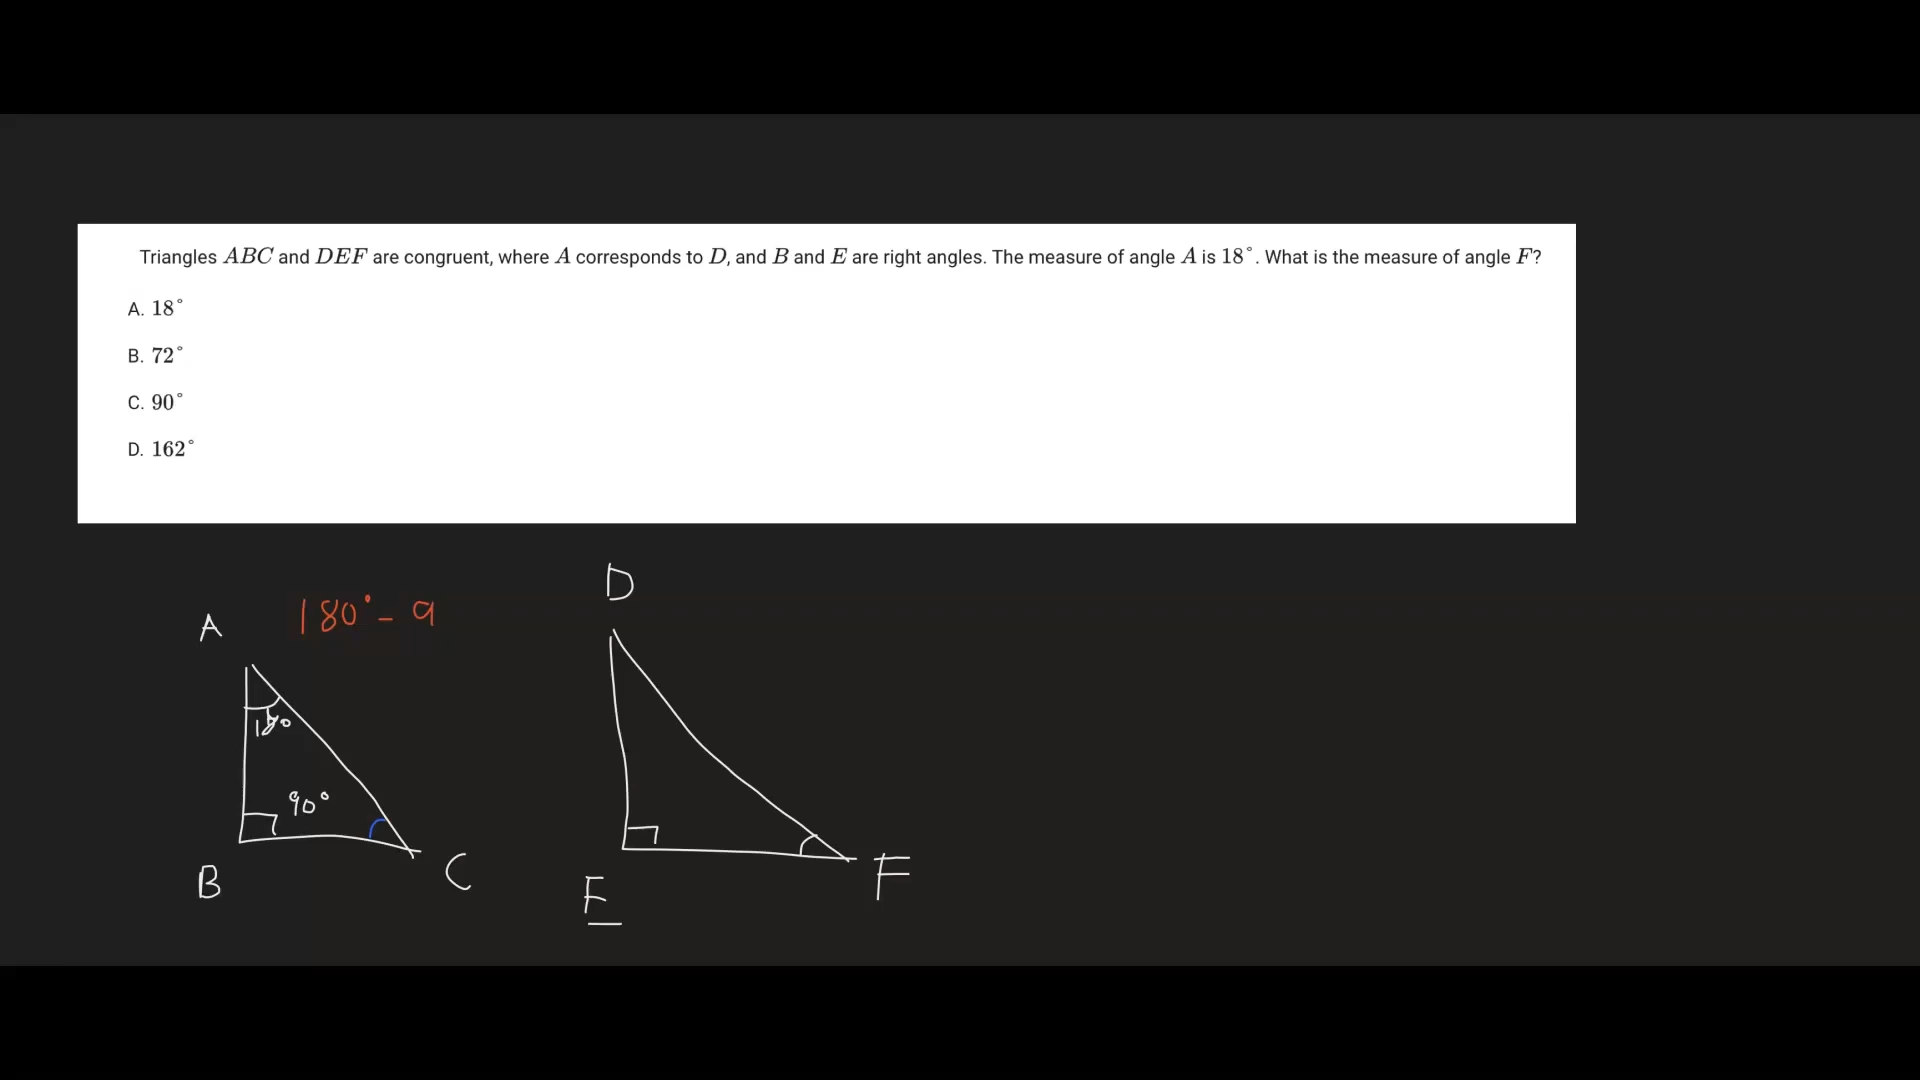 Triangles ABC and DEF are congruent, where A corresponds to D, and B and E are right angles. The measure of angle A is 18°. What is the measure of angle F?
A. 18°
B. 72°
C. 90°
D. 162°
D
A
180° - 9
18°
90°
B
C
E
F